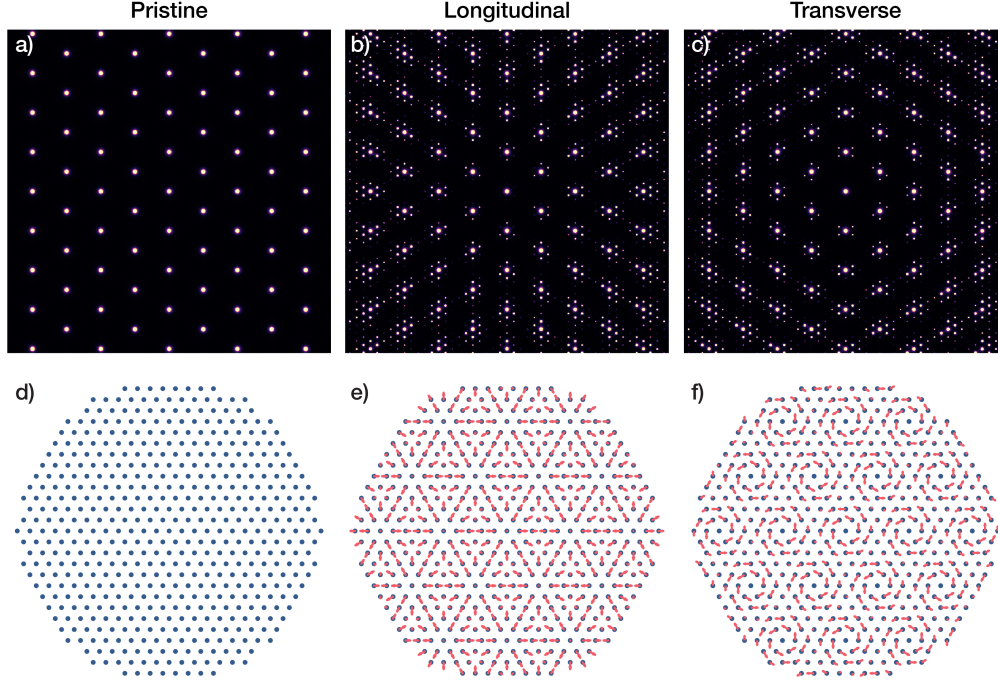 Pristine
Longitudinal
Transverse
a)
b)
c)
d)
e)
f)